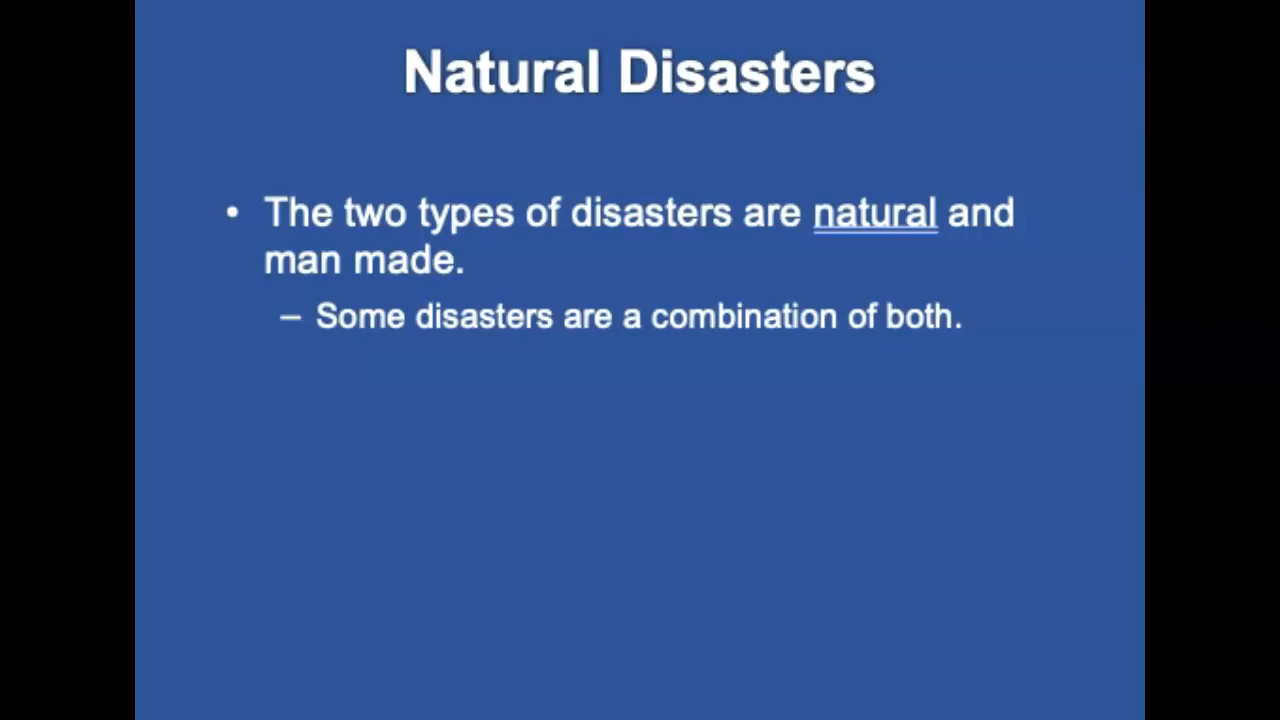 Natural Disasters
• The two types of disasters are natural and
man made.
– Some disasters are a combination of both.